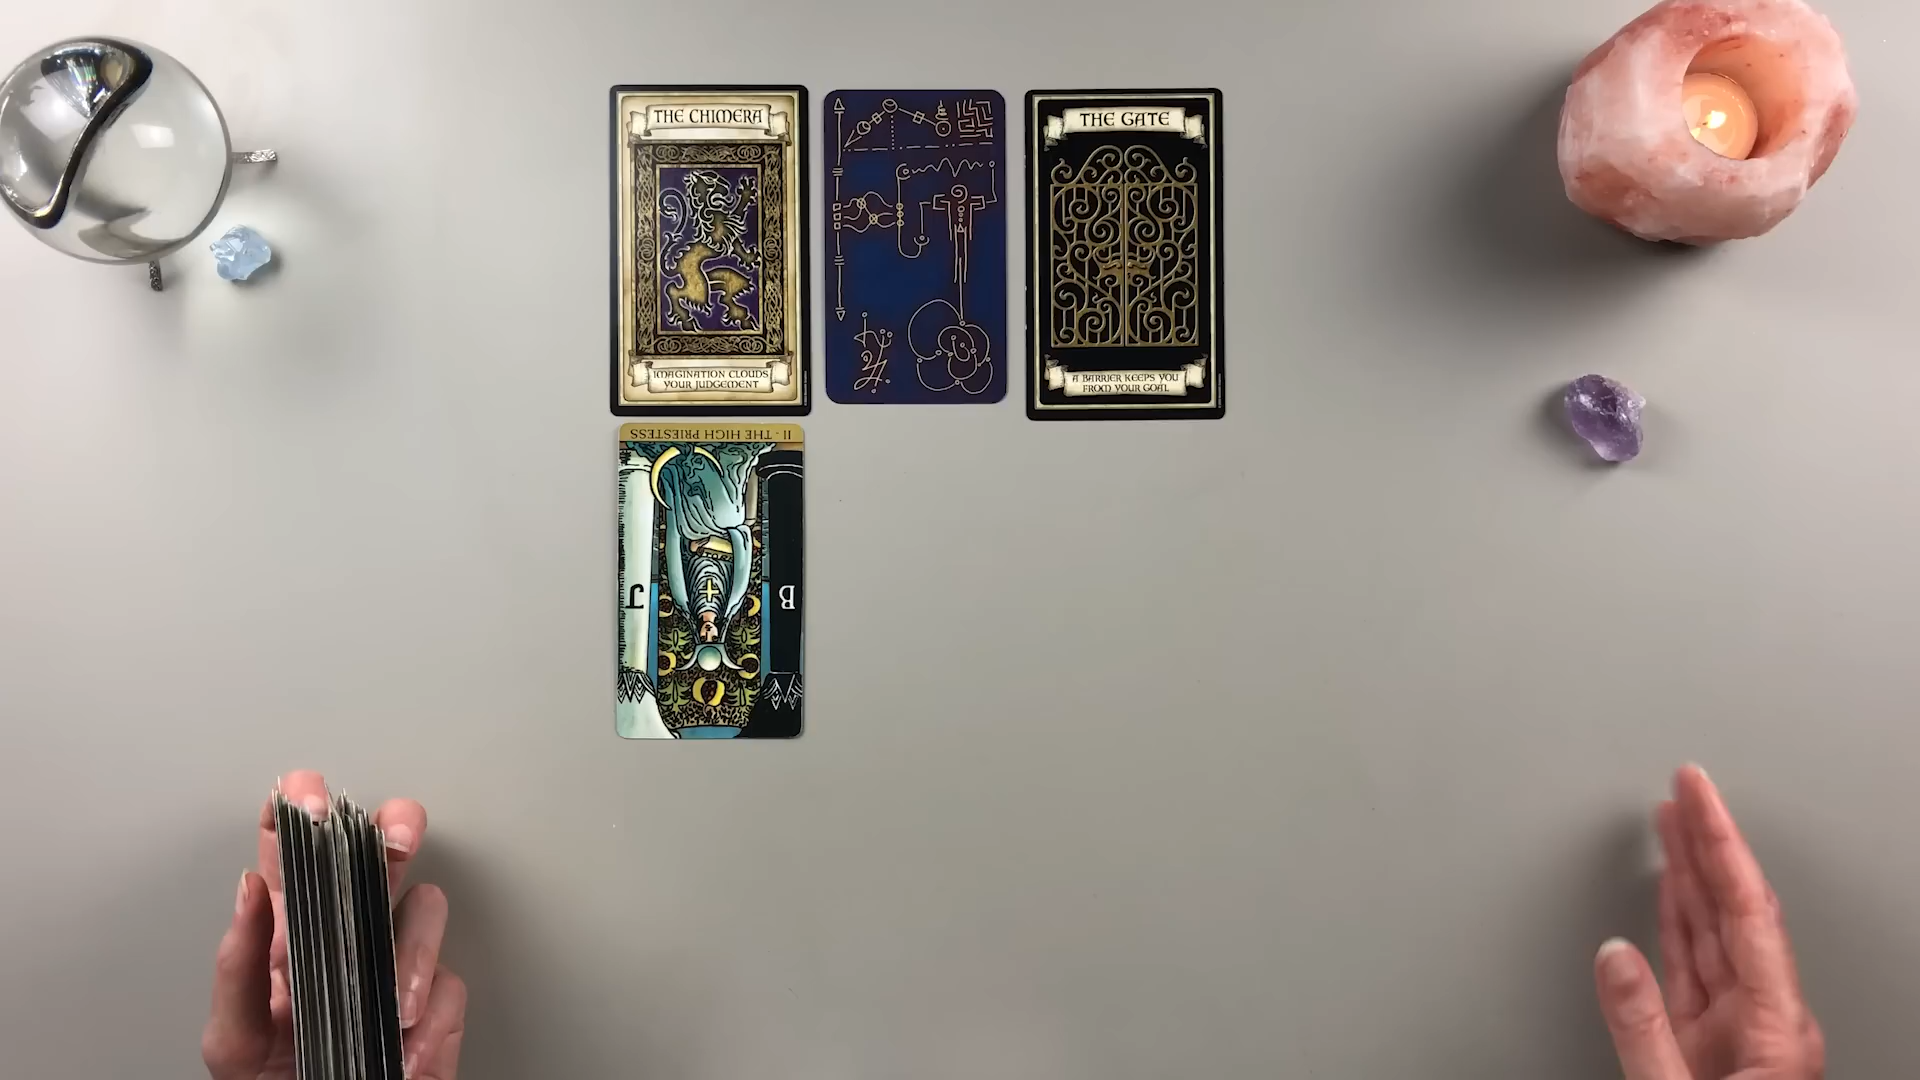 THE CHIMERA
IMAGINATION CLOUDS
YOUR JUDGEMENT
THE GATE
A BARRIER KEEPS YOU
FROM YOUR GOAL
II - THE HIGH PRIESTESS
J
B